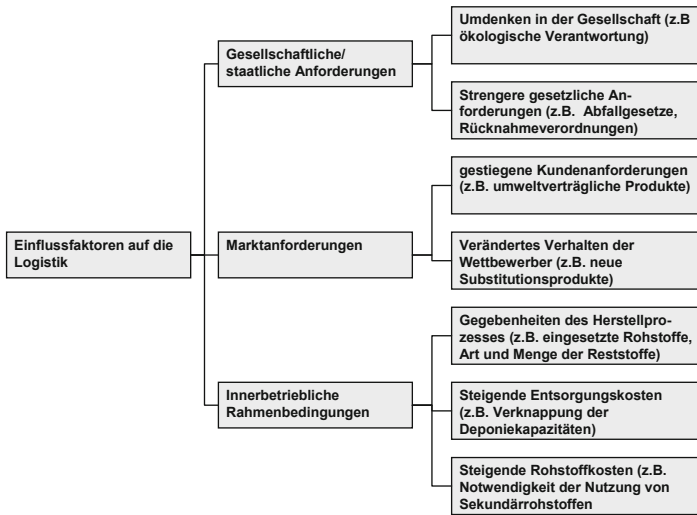 Einflussfaktoren auf die
Logistik
Gesellschaftliche/
staatliche Anforderungen
Umdenken in der Gesellschaft (z.B
ökologische Verantwortung)
Strengere gesetzliche An-
forderungen (z.B. Abfallgesetze,
Rücknahmeverordnungen)
Marktanforderungen
gestiegene Kundenanforderungen
(z.B. umweltverträgliche Produkte)
Verändertes Verhalten der
Wettbewerber (z.B. neue
Substitutionsprodukte)
Innerbetriebliche
Rahmenbedingungen
Gegebenheiten des Herstellpro-
zesses (z.B. eingesetzte Rohstoffe,
Art und Menge der Reststoffe)
Steigende Entsorgungskosten
(z.B. Verknappung der
Deponiekapazitäten)
Steigende Rohstoffkosten (z.B.
Notwendigkeit der Nutzung von
Sekundärrohstoffen